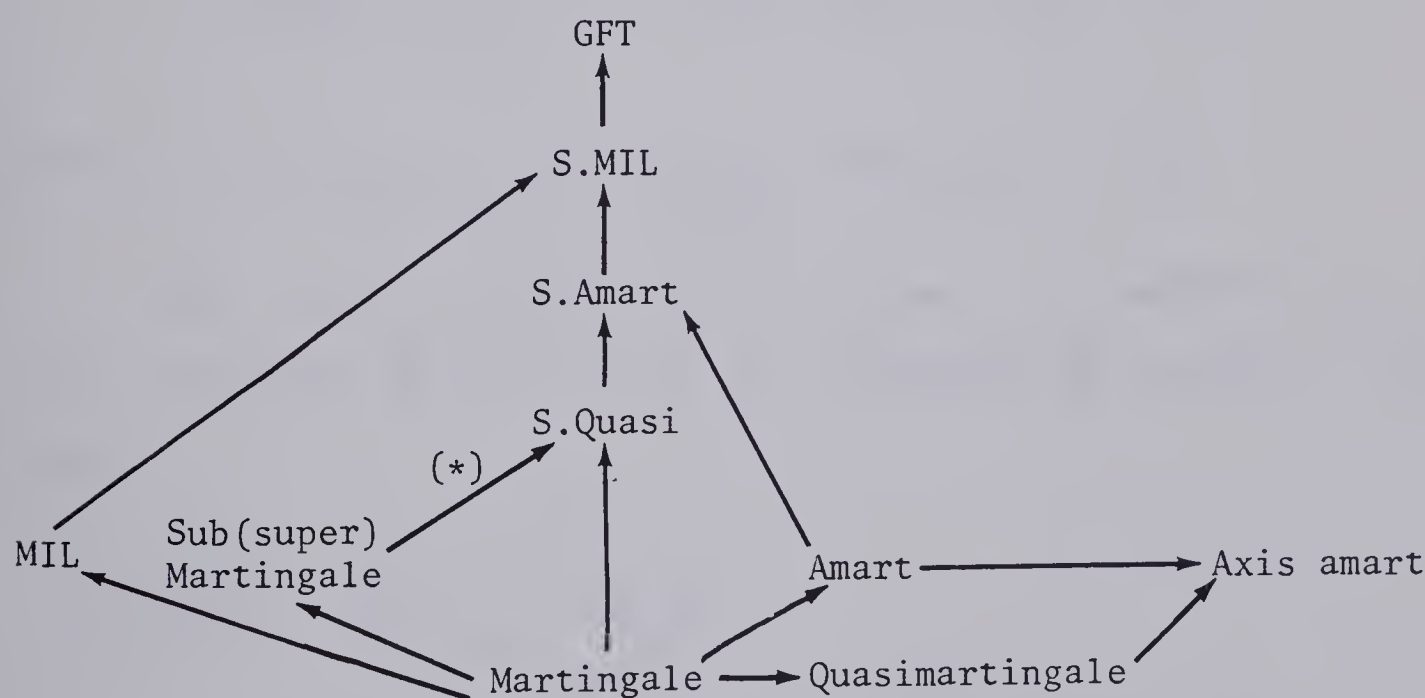 GFT
S.MIL
S.Amart
S.Quasi
(*)
Sub(super)
Martingale
MIL
Amart
Axis amart
Martingale
Quasimartingale